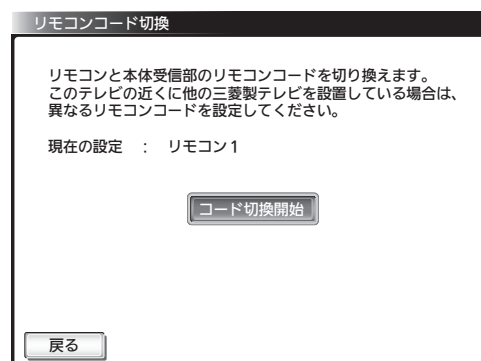 リモコンコード切換
リモコンと本体受信部のリモコンコードを切り換えます。
このテレビの近くに他の三菱製テレビを設置している場合は、
異なるリモコンコードを設定してください。
現在の設定　：　リモコン1
コード切換開始
戻る